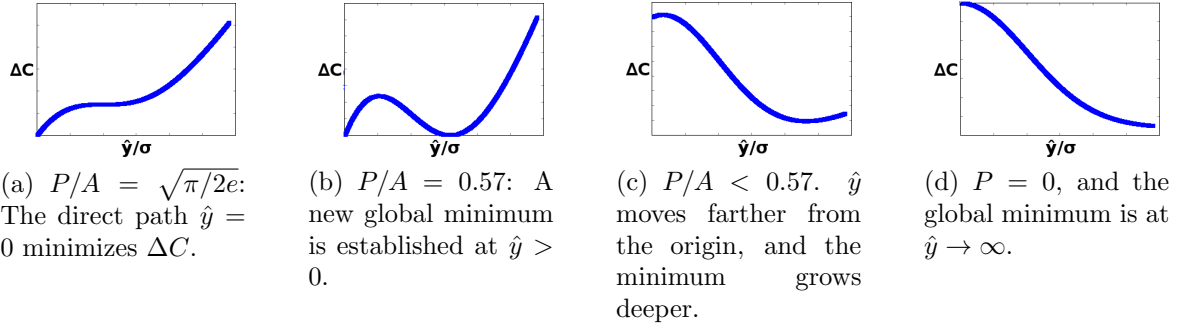 ΔC
ŷ/σ
(a) P/A = √π/2e:
The direct path ŷ =
0 minimizes ΔC.
ΔC
ŷ/σ
(b) P/A = 0.57: A
new global minimum
is established at ŷ >
0.
ΔC
ŷ/σ
(c) P/A < 0.57. ŷ
moves farther from
the origin, and the
minimum grows
deeper.
ΔC
ŷ/σ
(d) P = 0, and the
global minimum is at
ŷ → ∞.